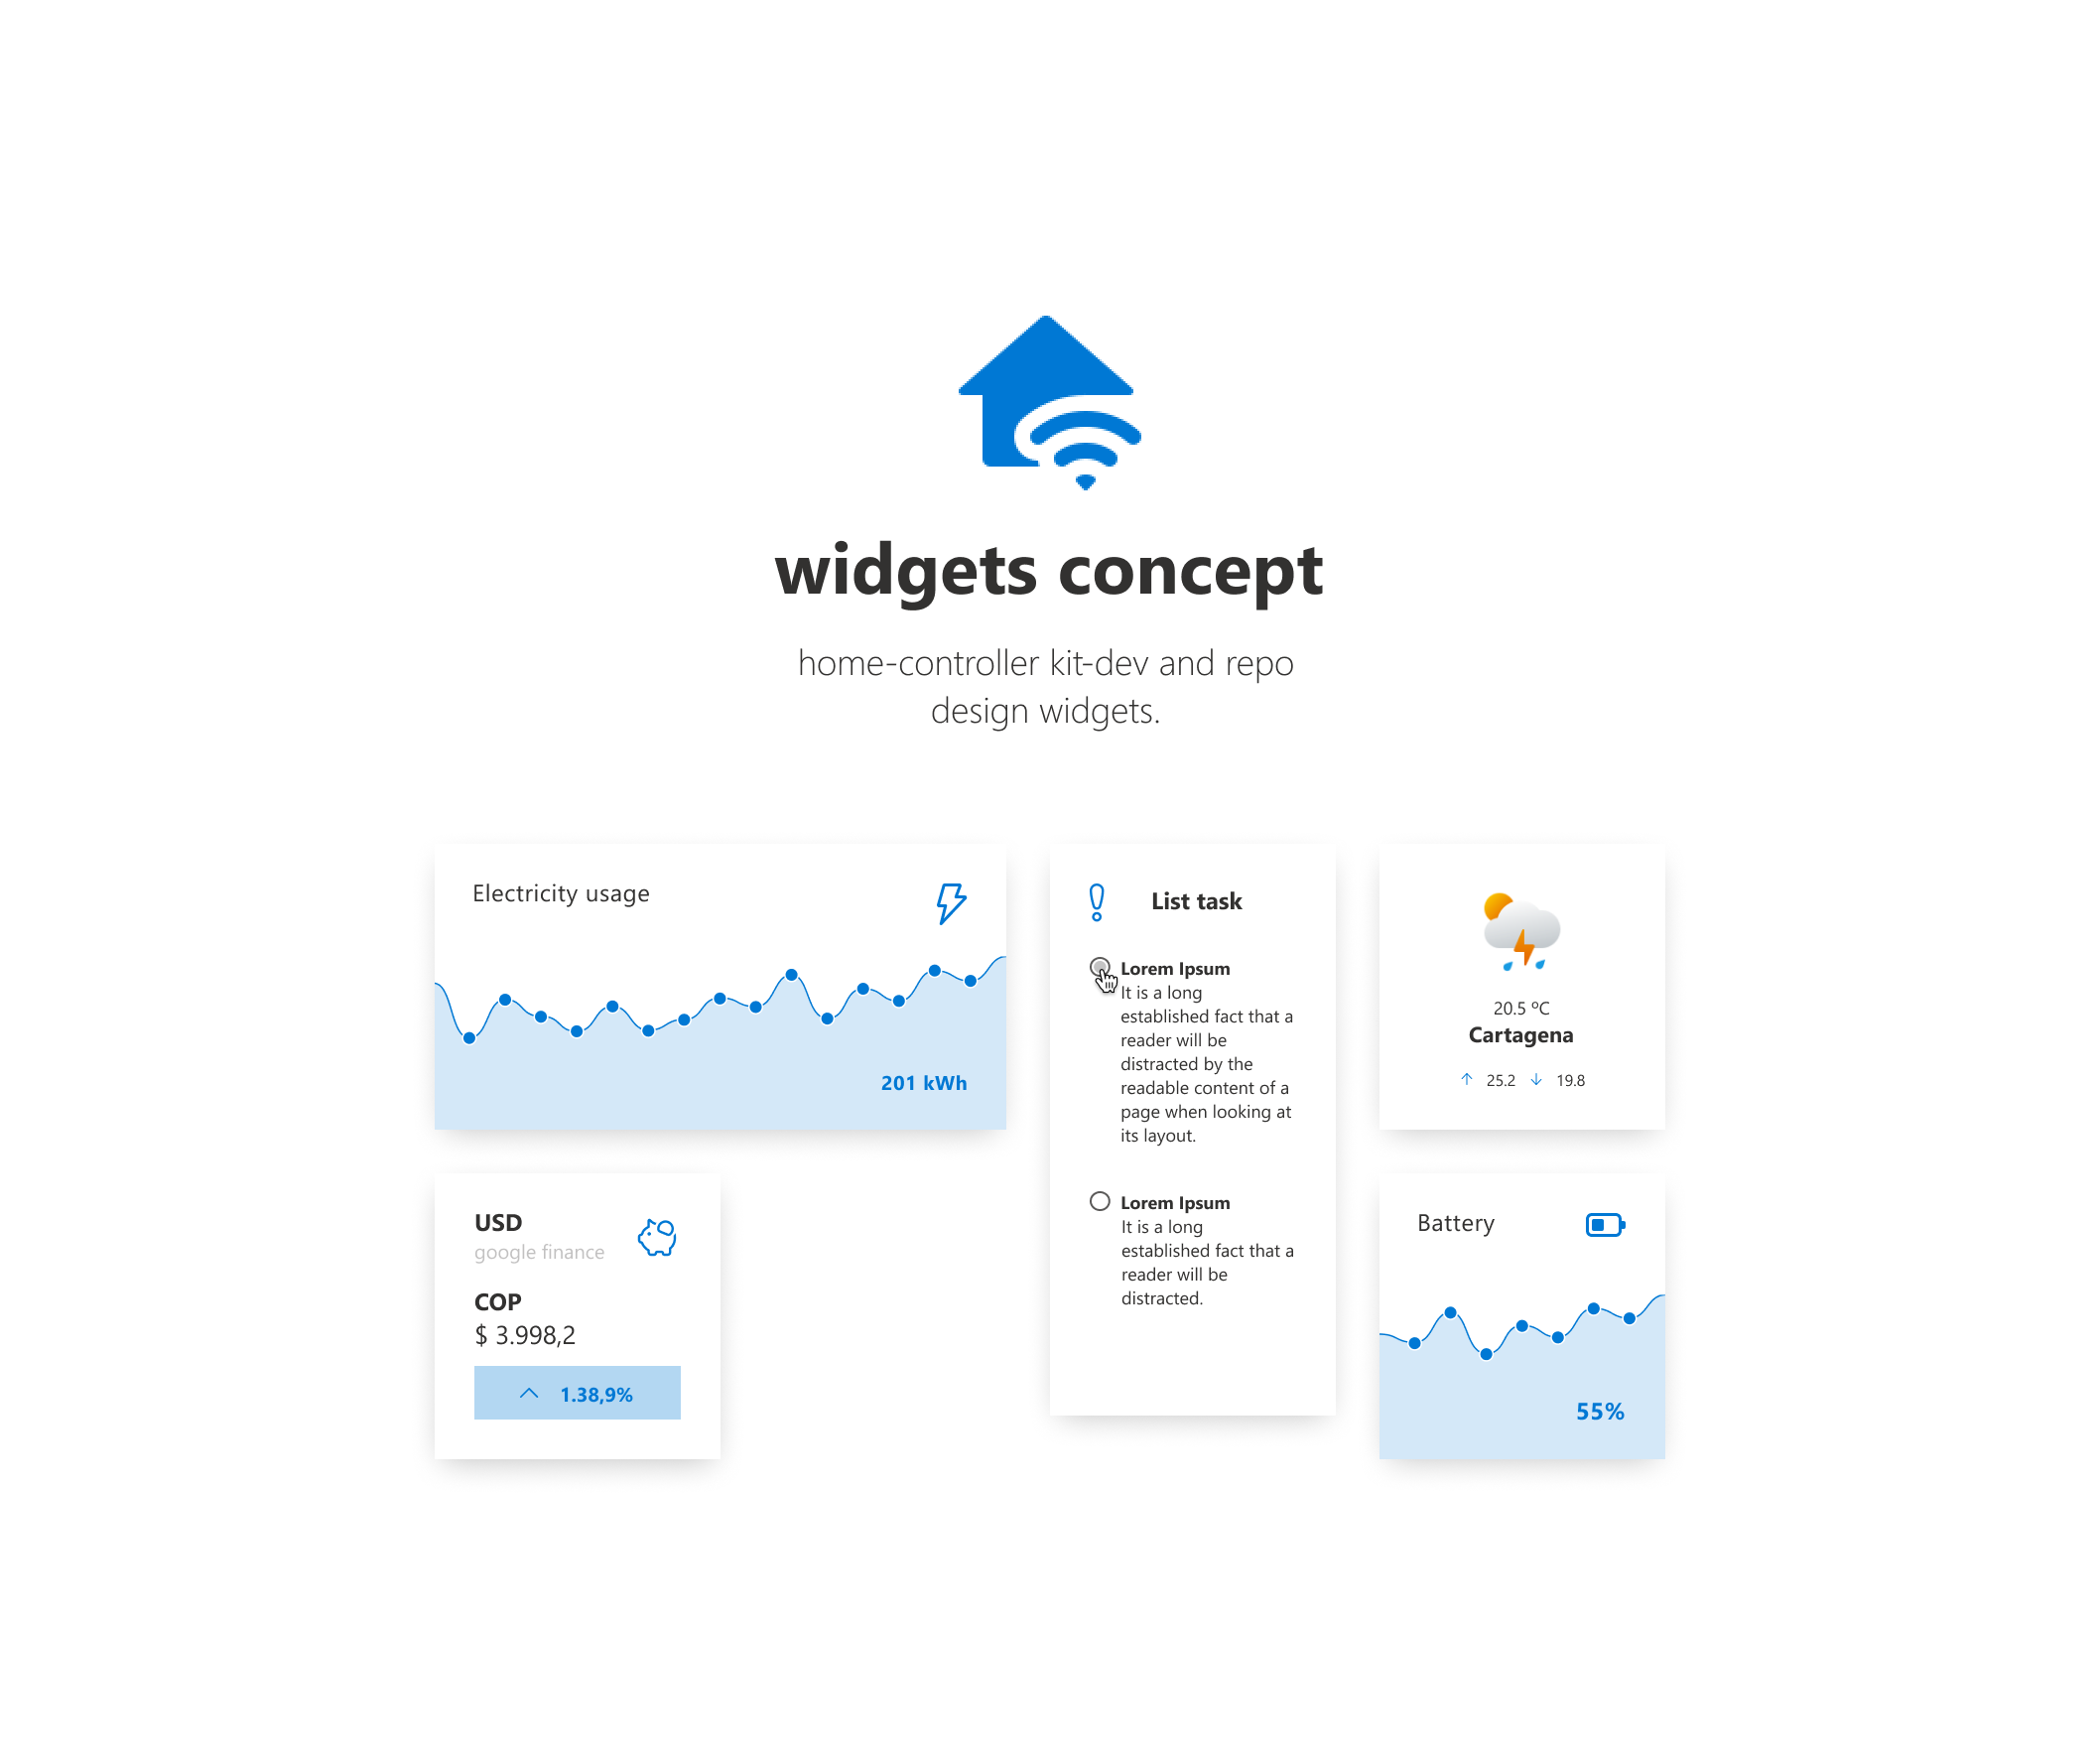 widgets concept
home-controller kit-dev and repo
design widgets.
Electricity usage
201 kWh
List task
Lorem Ipsum
It is a long
established fact that a
reader will be
distracted by the
readable content of a
page when looking at
its layout.
Lorem Ipsum
It is a long
established fact that a
reader will be
distracted.
20.5 ºC
Cartagena
25.2 19.8
USD
google finance
COP
$ 3.998,2
1.38,9%
Battery
55%